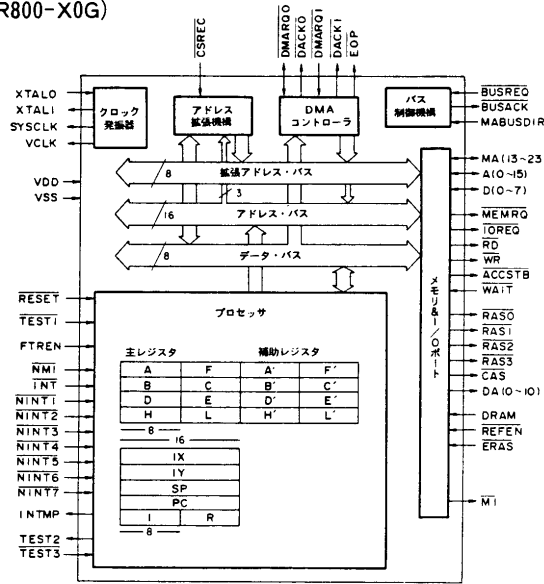 R800-X0G)
CSREC
DMARQ0
DACK0
DMARQ1
DACK1
EOP
XTAL0
XTAL1
SYSCLK
VCLK
クロック
発振器
アドレス
拡張機構
DMA
コントローラ
バス
制御機構
BUSREQ
BUSACK
MABUSDIR
VDD
VSS
8
拡張アドレス・バス
3
16
アドレス・バス
8
データ・バス
メモリ&I/Oポート
MA(13~23
A(0~15)
D(0~7)
MEMRQ
IOREQ
RD
WR
ACCSTB
WAIT
RAS0
RAS1
RAS2
RAS3
CAS
DA(0~10)
DRAM
REFEN
ERAS
M1
RESET
TEST1
FTREN
NMI
INT
NINT1
NINT2
NINT3
NINT4
NINT5
NINT6
NINT7
INTMP
TEST2
TEST3
プロセッサ
主レジスタ 補助レジスタ
A F A' F'
B C B' C'
D E D' E'
H L H' L'
8
16
IX
IY
SP
PC
I R
8